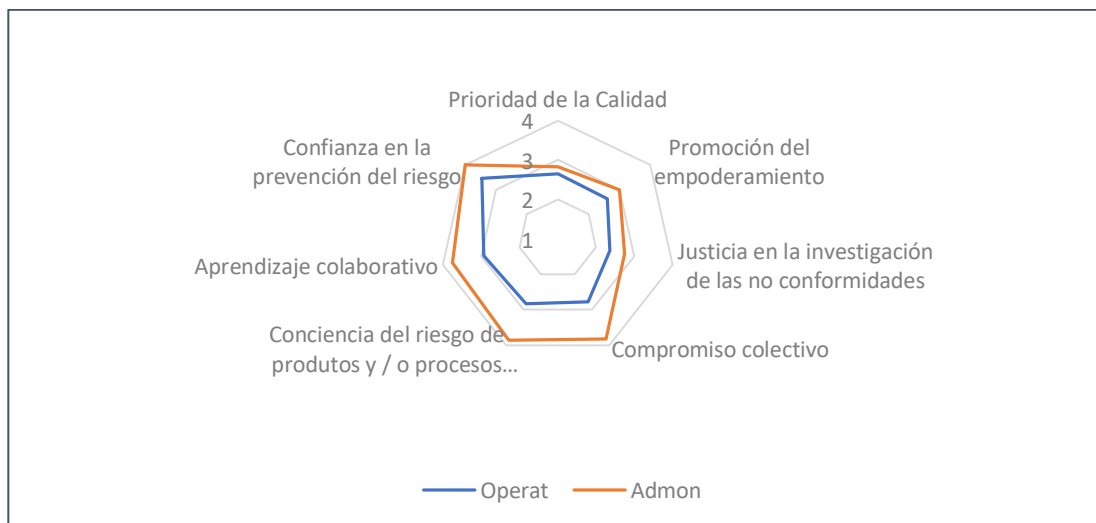 Prioridad de la Calidad
4
3
2
1
Promoción del
empoderamiento
Justicia en la investigación
de las no conformidades
Compromiso colectivo
Conciencia del riesgo de
produtos y / o procesos...
Aprendizaje colaborativo
Confianza en la
prevención del riesgo
Operat
Admon